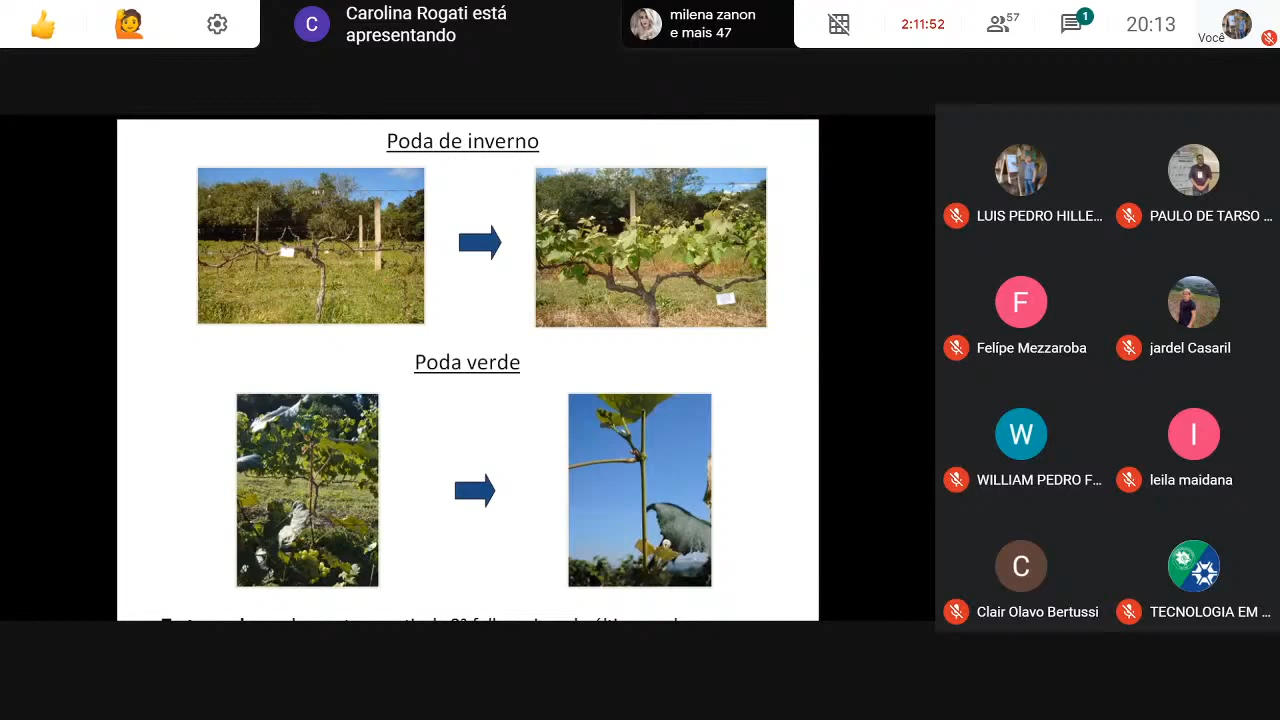 Carolina Rogati está
apresentando
milena zanon
e mais 47
2:11:52
57
1
20:13
Você
C
Poda de inverno
Poda verde
LUIS PEDRO HILLE...
PAULO DE TARSO ...
F
Felípe Mezzaroba
jardel Casaril
W
WILLIAM PEDRO F...
I
leila maidana
C
Clair Olavo Bertussi
TECNOLOGIA EM ...